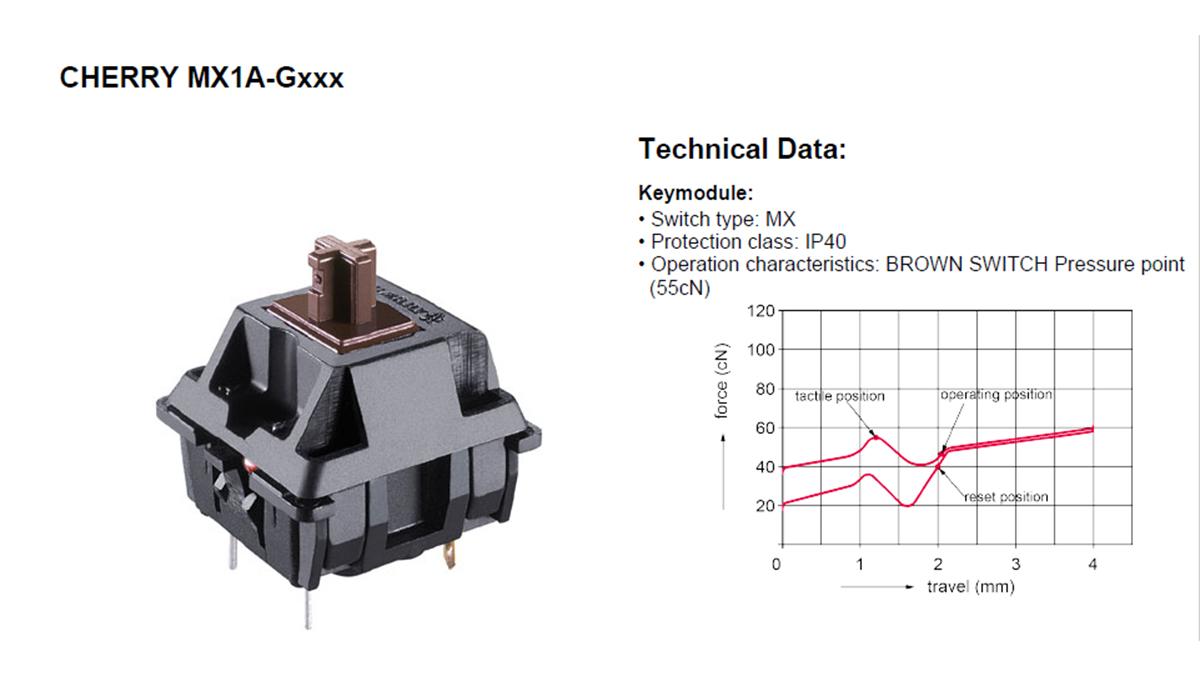 CHERRY MX1A-Gxxx
Technical Data:
Keymodule:
• Switch type: MX
• Protection class: IP40
• Operation characteristics: BROWN SWITCH Pressure point
(55cN)
120
100
80
60
40
20
force (cN)
tactile position
operating position
reset position
0 1 2 3 4
travel (mm)